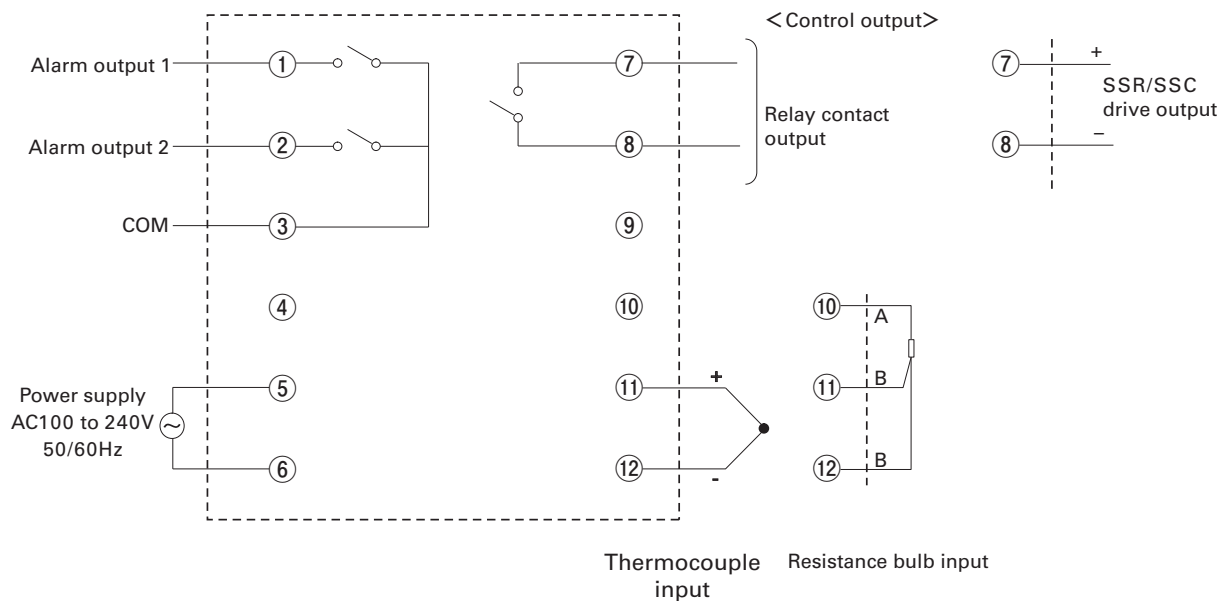 <Control output>
Alarm output 1
①
⑦
⑦
+
SSR/SSC
drive output
Relay contact
output
Alarm output 2
②
⑧
⑧
−
COM
③
⑨
④
⑩
⑩
A
Power supply
AC100 to 240V
50/60Hz
⑤
⑪
+
⑪
B
⑥
⑫
-
⑫
B
Thermocouple
input
Resistance bulb input